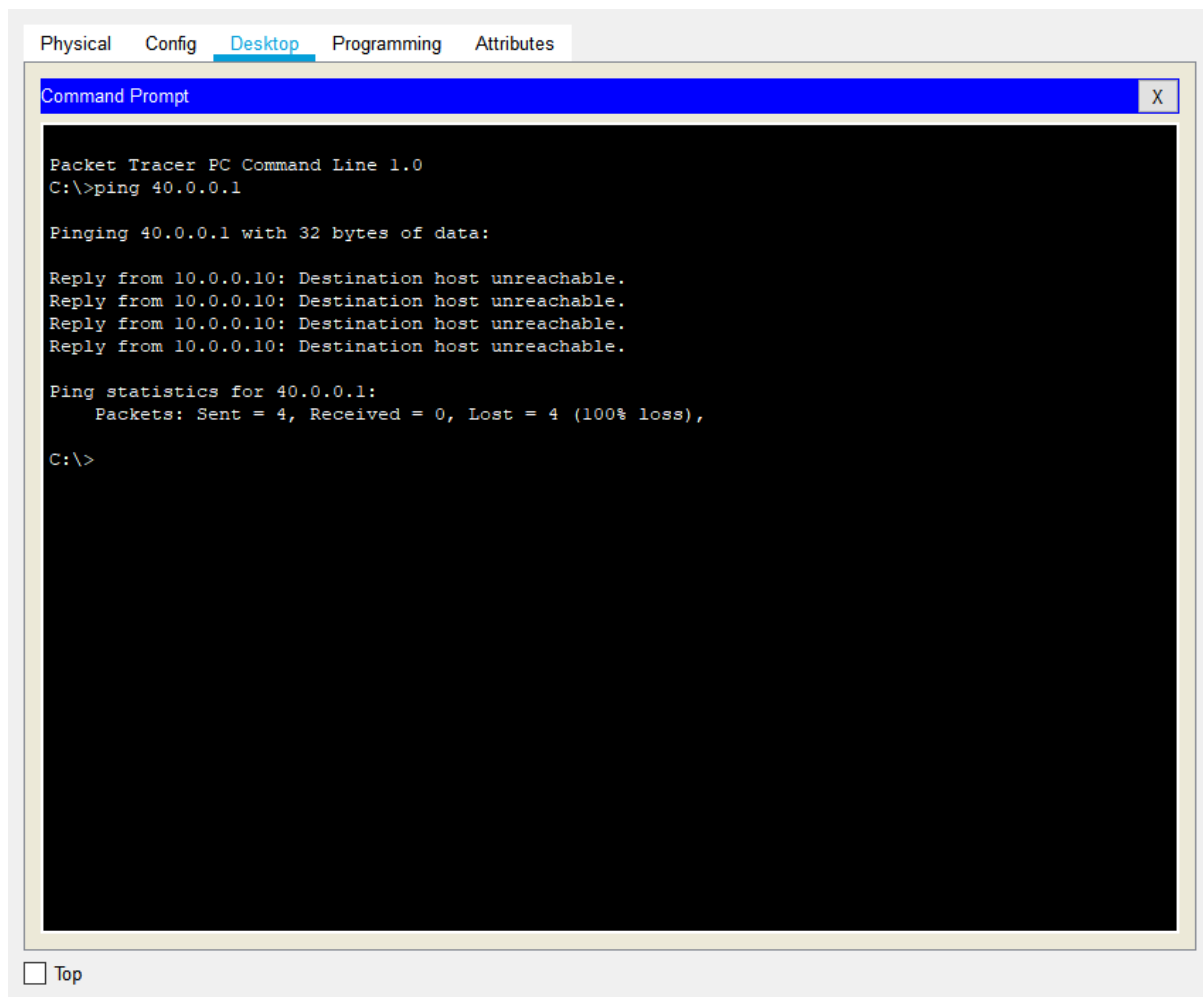 Physical Config Desktop Programming Attributes
Command Prompt X
Packet Tracer PC Command Line 1.0
C:\>ping 40.0.0.1
Pinging 40.0.0.1 with 32 bytes of data:
Reply from 10.0.0.10: Destination host unreachable.
Reply from 10.0.0.10: Destination host unreachable.
Reply from 10.0.0.10: Destination host unreachable.
Reply from 10.0.0.10: Destination host unreachable.
Ping statistics for 40.0.0.1:
Packets: Sent = 4, Received = 0, Lost = 4 (100% loss),
C:\>
Top